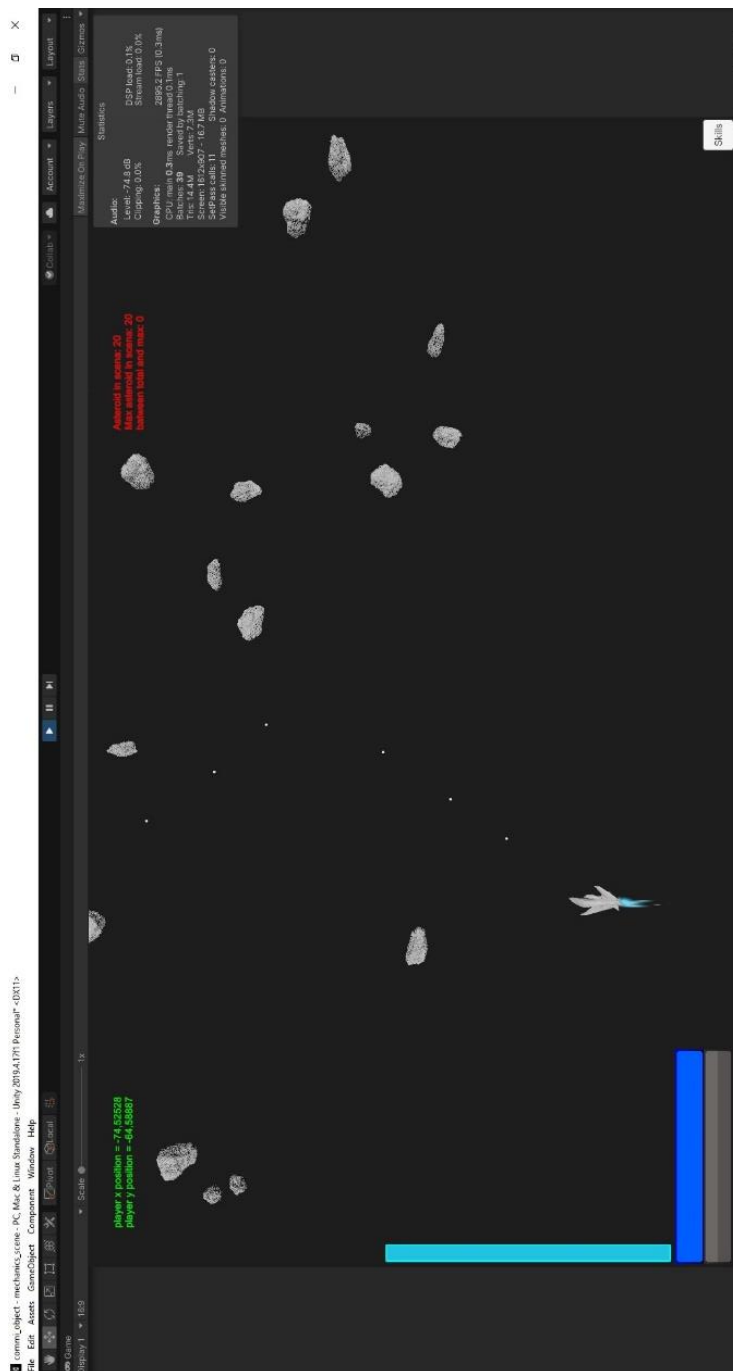 commi_object - mechanics_scene - PC, Mac & Linux Standalone - Unity 2019.4.17f1 Personal* <DX11>
File Edit Assets GameObject Component Window Help
Pivot Local Collab Account Layers Layout
Game
Display 1 16:9 Scale 1x Maximize On Play Mute Audio Stats Gizmos
player x position = -74,52528
player y position = -64,58887
Asteroid in scena: 20
Max asteroid in scena: 20
batween total and max: 0
Statistics
Audio:
Level: -74.8 dB DSP load: 0.1%
Clipping: 0.0% Stream load: 0.0%
Graphics: 2895.2 FPS (0.3ms)
CPU: main 0.3ms render thread 0.1ms
Batches: 39 Saved by batching: 1
Tris: 14.4M Verts: 7.3M
Screen: 1612x907 - 16.7 MB
SetPass calls: 11 Shadow casters: 0
Visible skinned meshes: 0 Animations: 0
Skills